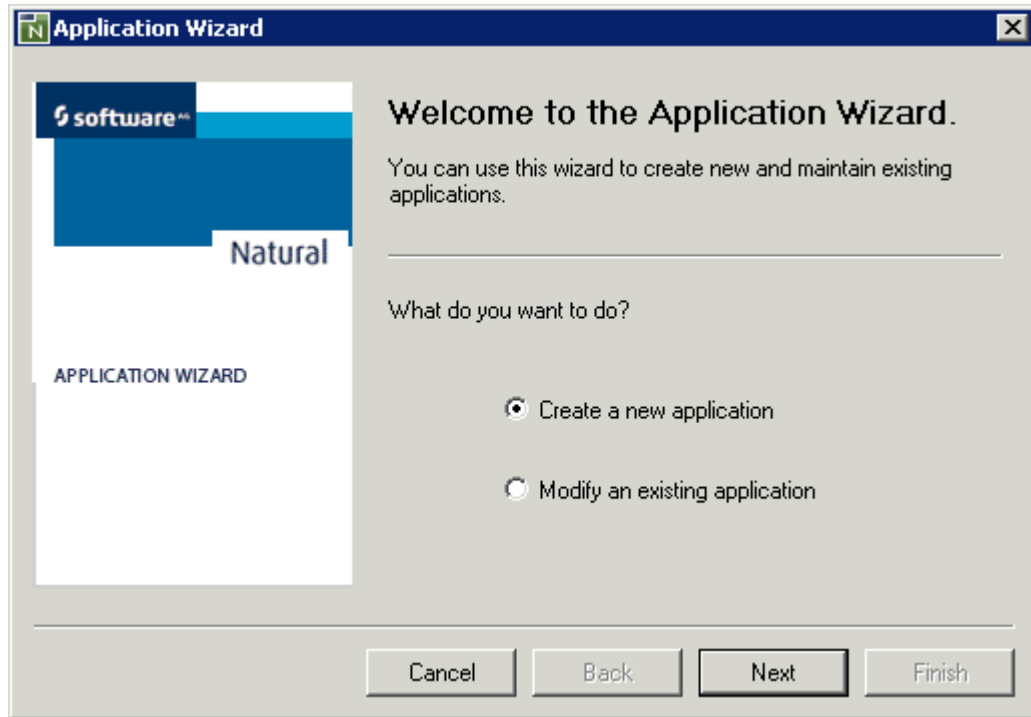 Application Wizard
software AG
Natural
APPLICATION WIZARD
Welcome to the Application Wizard.
You can use this wizard to create new and maintain existing
applications.
What do you want to do?
Create a new application
Modify an existing application
Cancel
Back
Next
Finish